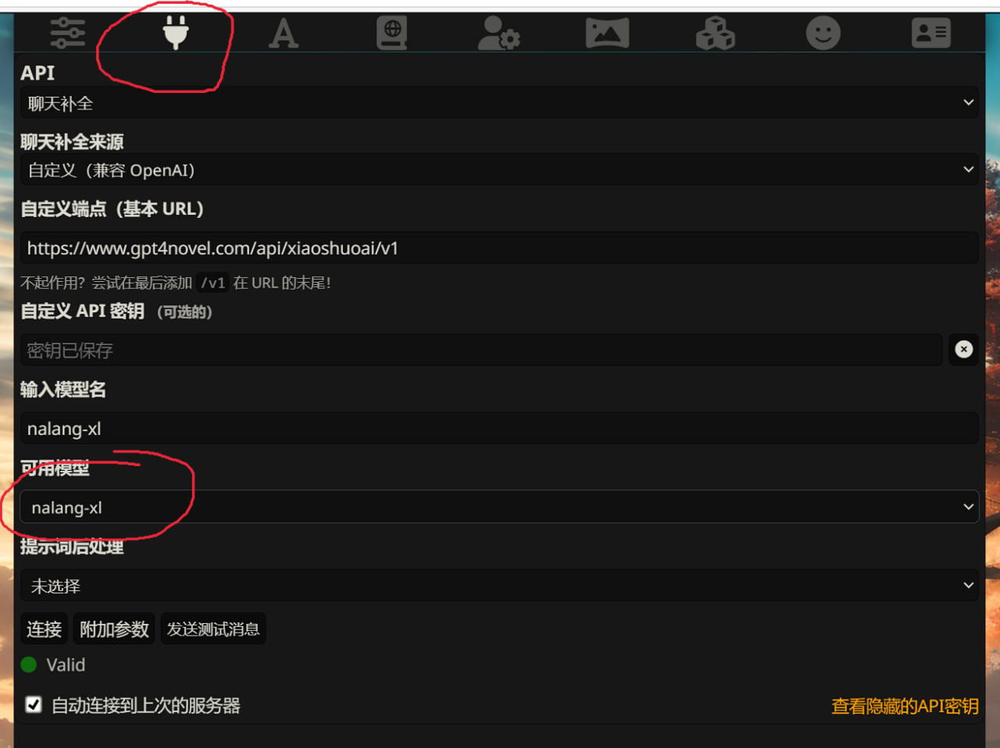 API
聊天补全
聊天补全来源
自定义（兼容 OpenAI）
自定义端点（基本 URL）
https://www.gpt4novel.com/api/xiaoshuoai/v1
不起作用？尝试在最后添加 /v1 在 URL 的末尾！
自定义 API 密钥 （可选的）
密钥已保存
输入模型名
nalang-xl
可用模型
nalang-xl
提示词后处理
未选择
连接 附加参数 发送测试消息
Valid
自动连接到上次的服务器 查看隐藏的API密钥